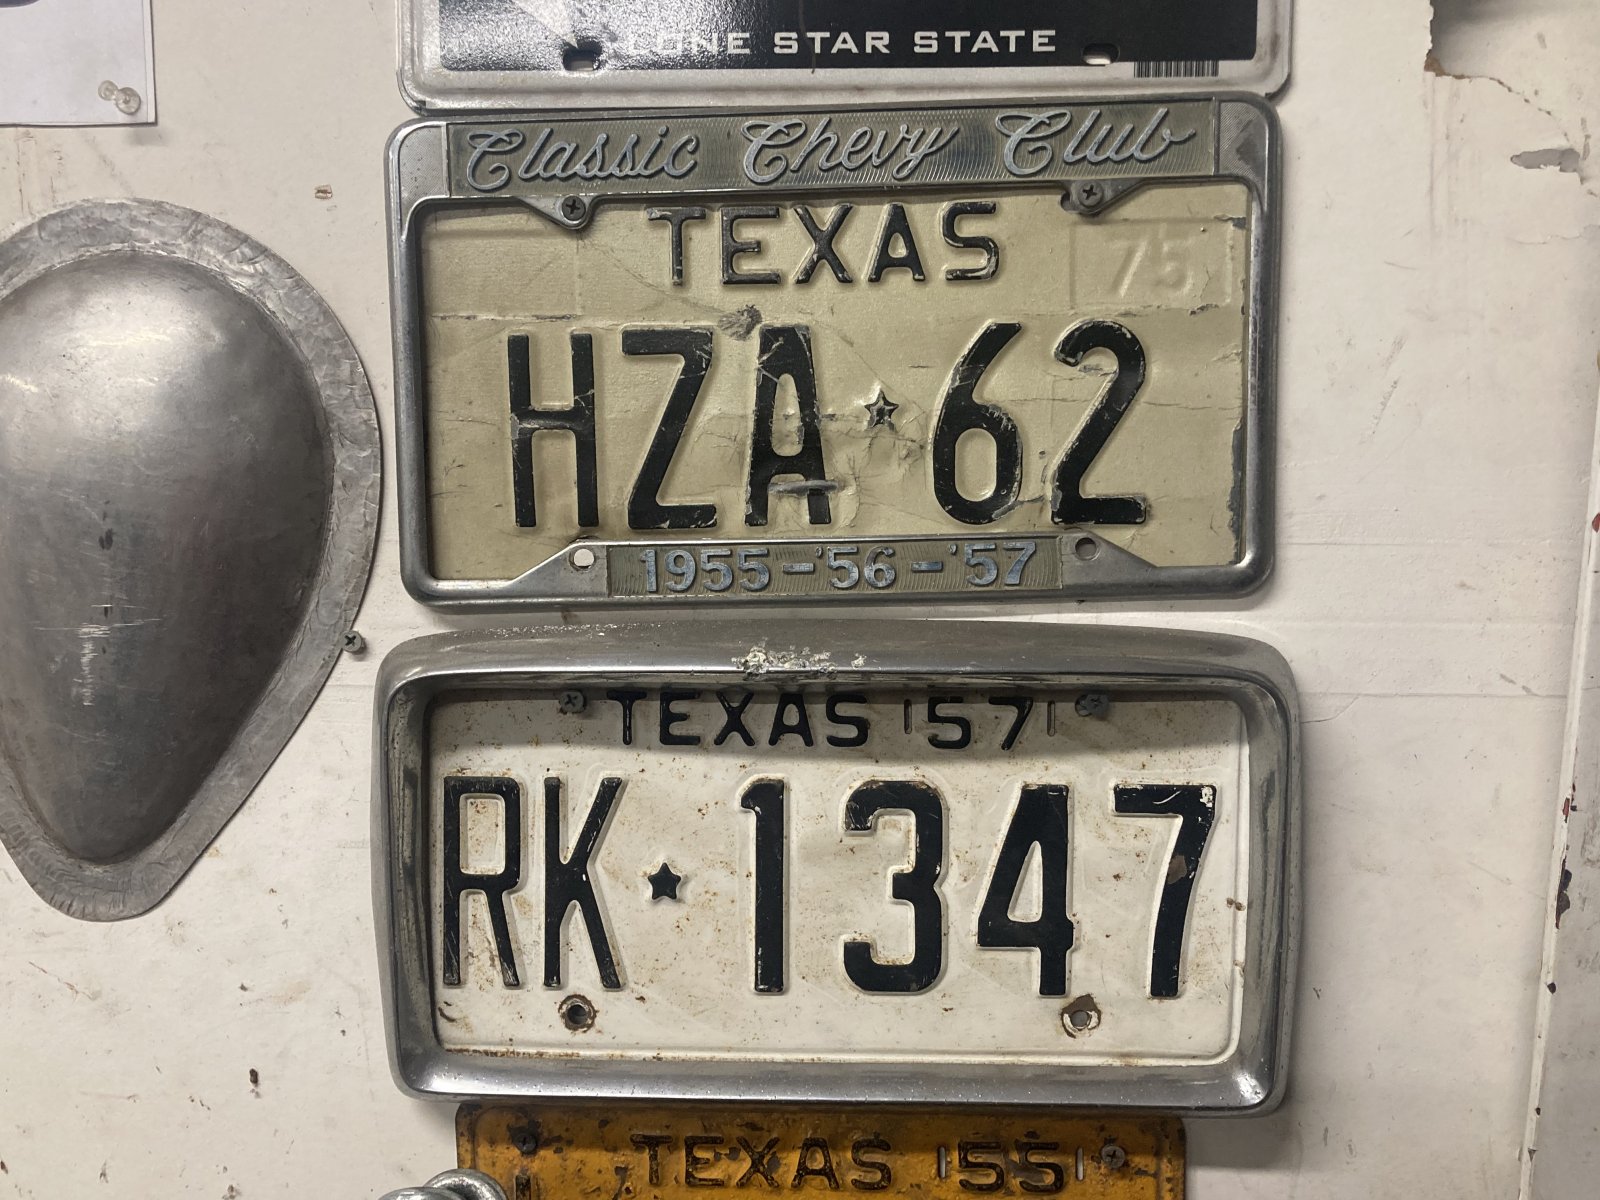 LONE STAR STATE
Classic Chevy Club
TEXAS 75
HZA★62
1955-'56-'57
TEXAS 57
RK★1347
TEXAS 55